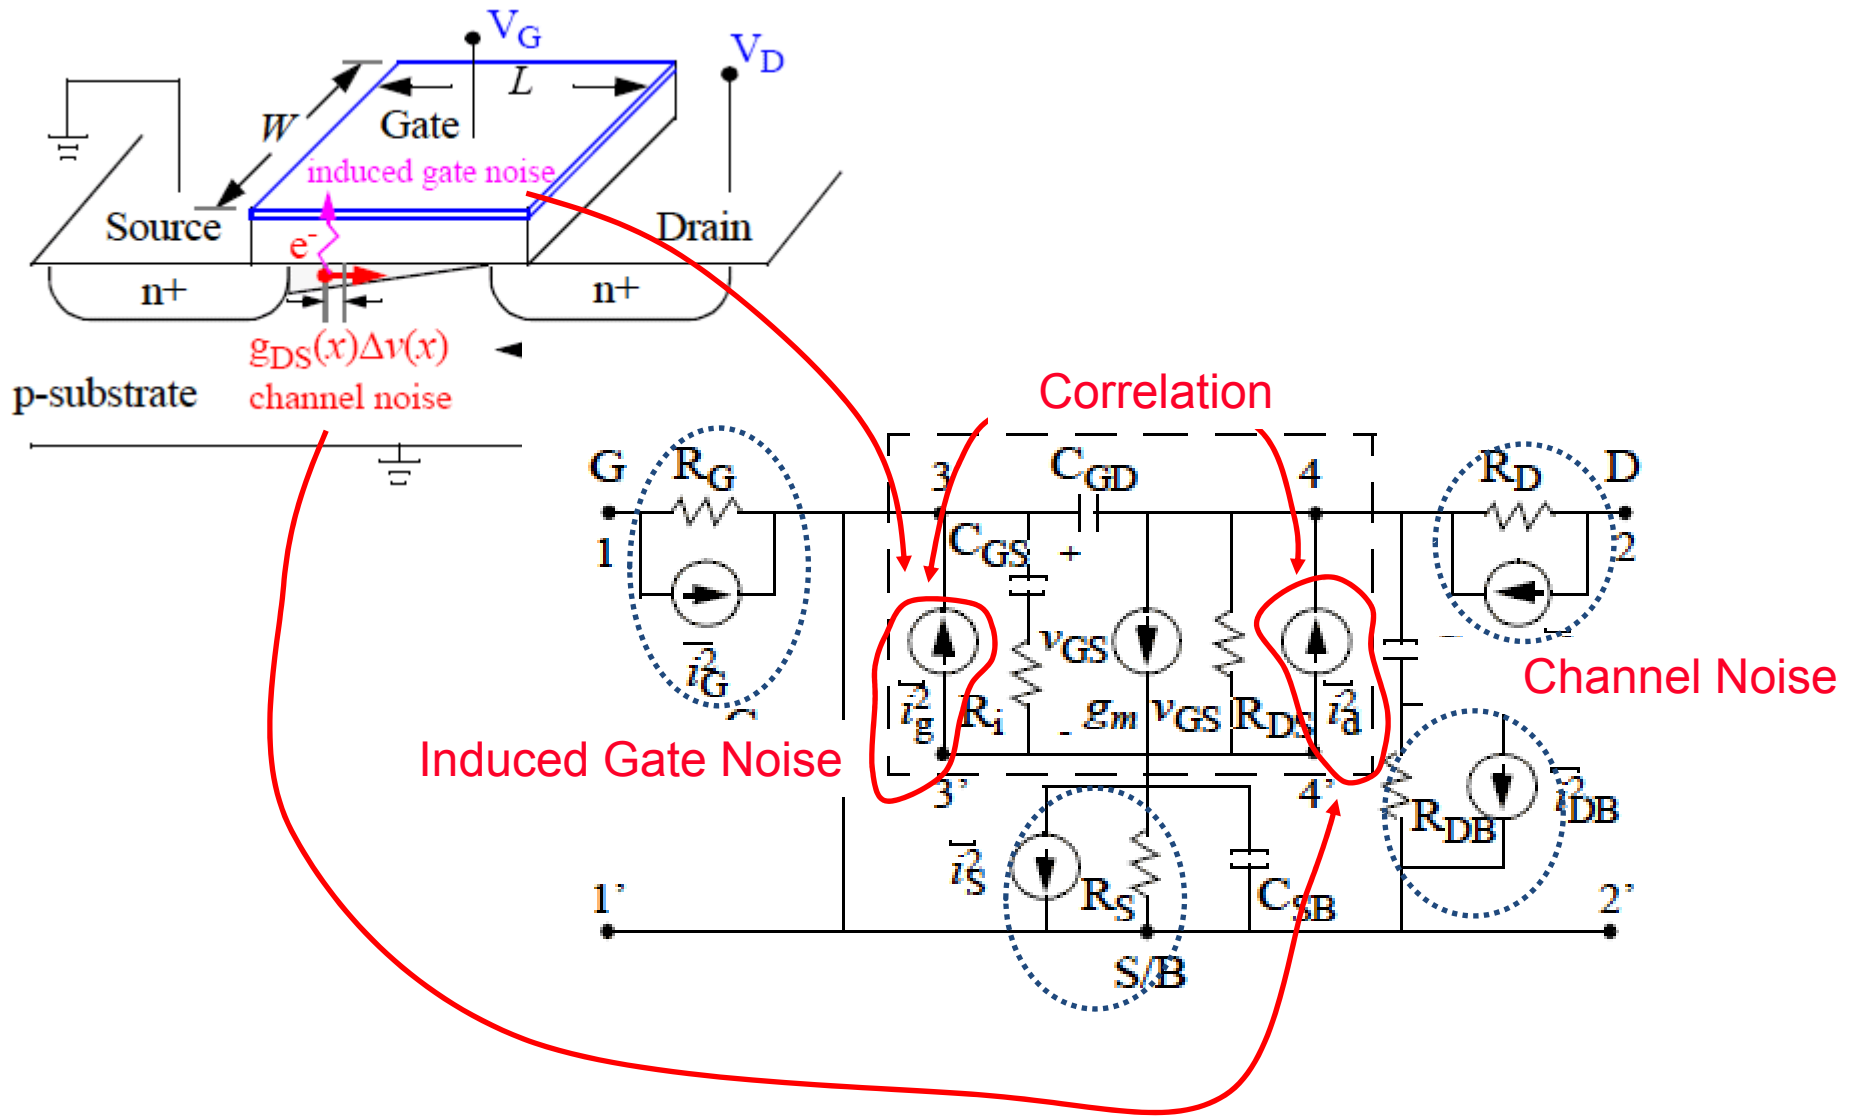 V_G
V_D
L
W
Gate
induced gate noise
Source
Drain
e^-
n+
n+
g_DS(x)Δv(x)
channel noise
p-substrate
Correlation
G
R_G
3
C_GD
4
R_D
D
1
C_GS
+
2
v_GS
i_G^2
i_g^2
R_i
-
g_m v_GS
R_DS
i_d^2
Channel Noise
Induced Gate Noise
3'
4'
R_DB
i_DB^2
i_S^2
R_S
C_SB
1'
2'
S/B